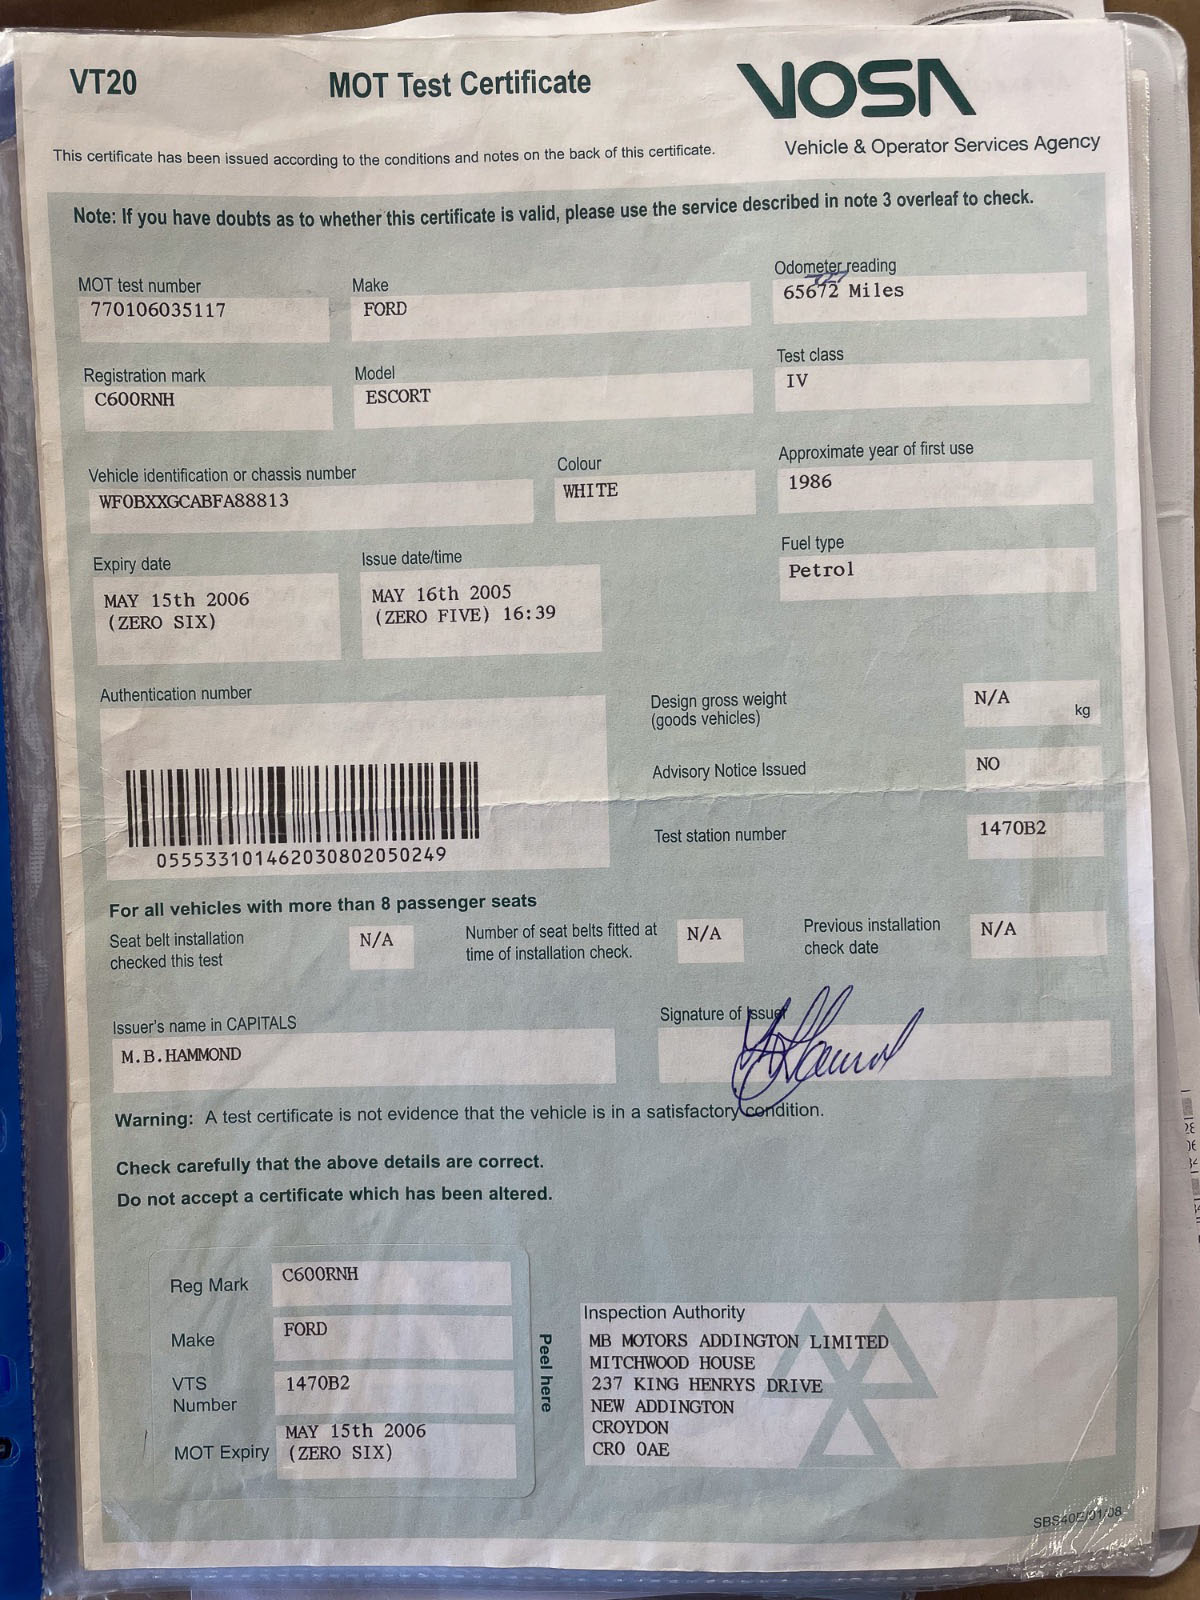 VT20
MOT Test Certificate
VOSA
Vehicle & Operator Services Agency
This certificate has been issued according to the conditions and notes on the back of this certificate.
Note: If you have doubts as to whether this certificate is valid, please use the service described in note 3 overleaf to check.
MOT test number
770106035117
Make
FORD
Odometer reading
65672 Miles
Registration mark
C600RNH
Model
ESCORT
Test class
IV
Vehicle identification or chassis number
WF0BXXGCABFA88813
Colour
WHITE
Approximate year of first use
1986
Expiry date
MAY 15th 2006
(ZERO SIX)
Issue date/time
MAY 16th 2005
(ZERO FIVE) 16:39
Fuel type
Petrol
Authentication number
055533101462030802050249
Design gross weight
(goods vehicles)
N/A
kg
Advisory Notice Issued
NO
Test station number
1470B2
For all vehicles with more than 8 passenger seats
Seat belt installation
checked this test
N/A
Number of seat belts fitted at
time of installation check.
N/A
Previous installation
check date
N/A
Issuer's name in CAPITALS
M.B.HAMMOND
Signature of Issuer
Warning: A test certificate is not evidence that the vehicle is in a satisfactory condition.
Check carefully that the above details are correct.
Do not accept a certificate which has been altered.
Reg Mark
C600RNH
Make
FORD
VTS
Number
1470B2
MOT Expiry
MAY 15th 2006
(ZERO SIX)
Peel here
Inspection Authority
MB MOTORS ADDINGTON LIMITED
MITCHWOOD HOUSE
237 KING HENRYS DRIVE
NEW ADDINGTON
CROYDON
CR0 0AE